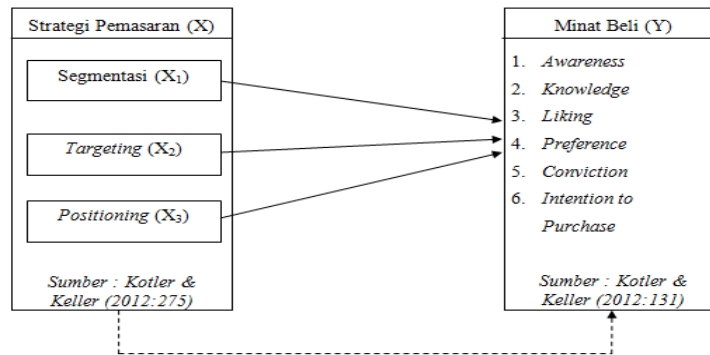 Strategi Pemasaran (X)
Segmentasi (X₁)
Targeting (X₂)
Positioning (X₃)
Sumber : Kotler &
Keller (2012:275)
Minat Beli (Y)
1. Awareness
2. Knowledge
3. Liking
4. Preference
5. Conviction
6. Intention to
Purchase
Sumber : Kotler &
Keller (2012:131)